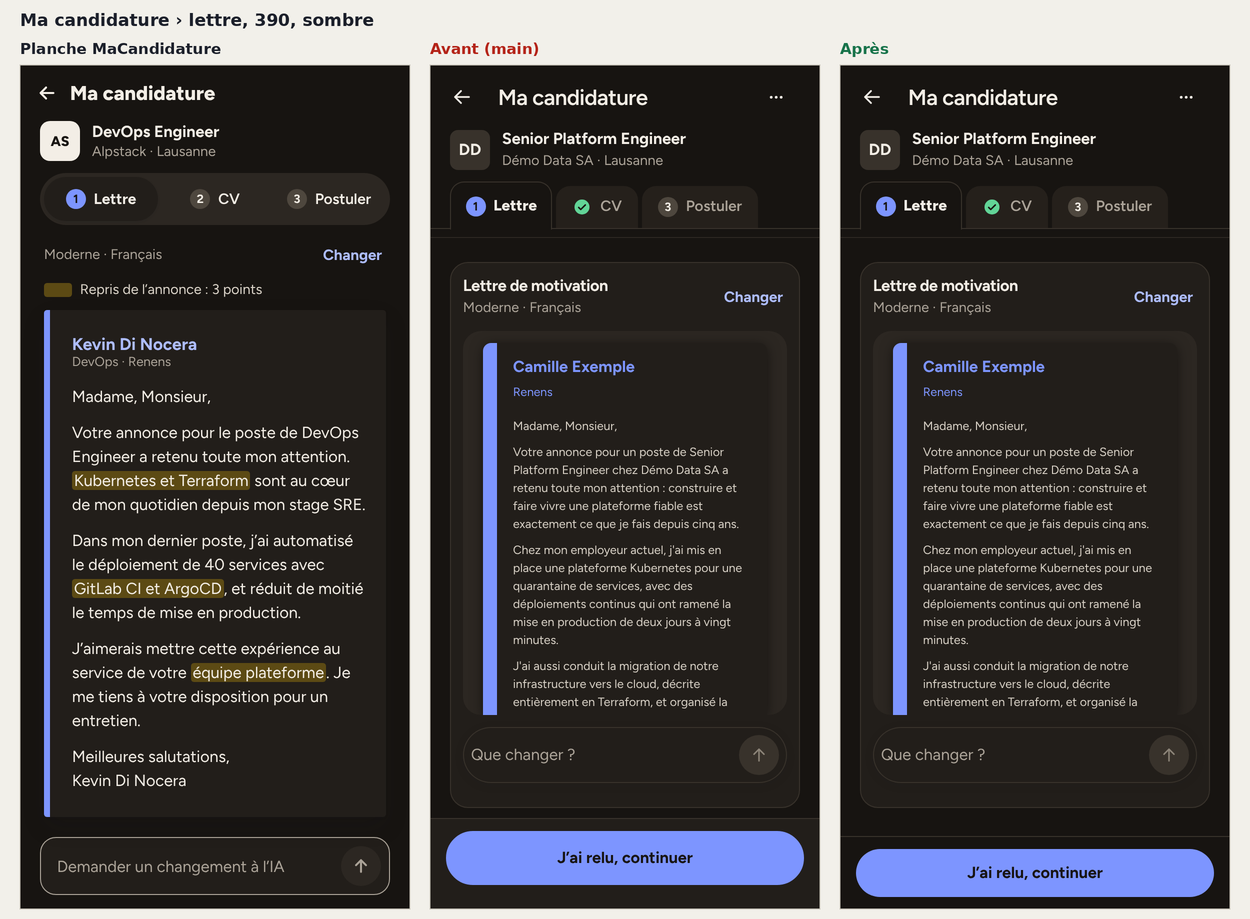 Ma candidature › lettre, 390, sombre
Planche MaCandidature
Ma candidature
AS
DevOps Engineer
Alpstack · Lausanne
1 Lettre
2 CV
3 Postuler
Moderne · Français
Changer
Repris de l’annonce : 3 points
Kevin Di Nocera
DevOps · Renens
Madame, Monsieur,
Votre annonce pour le poste de DevOps
Engineer a retenu toute mon attention.
Kubernetes et Terraform sont au cœur
de mon quotidien depuis mon stage SRE.
Dans mon dernier poste, j’ai automatisé
le déploiement de 40 services avec
GitLab CI et ArgoCD, et réduit de moitié
le temps de mise en production.
J’aimerais mettre cette expérience au
service de votre équipe plateforme. Je
me tiens à votre disposition pour un
entretien.
Meilleures salutations,
Kevin Di Nocera
Demander un changement à l’IA
Avant (main)
Ma candidature
DD
Senior Platform Engineer
Démo Data SA · Lausanne
1 Lettre
CV
3 Postuler
Lettre de motivation
Moderne · Français
Changer
Camille Exemple
Renens
Madame, Monsieur,
Votre annonce pour un poste de Senior
Platform Engineer chez Démo Data SA a
retenu toute mon attention : construire et
faire vivre une plateforme fiable est
exactement ce que je fais depuis cinq ans.
Chez mon employeur actuel, j'ai mis en
place une plateforme Kubernetes pour une
quarantaine de services, avec des
déploiements continus qui ont ramené la
mise en production de deux jours à vingt
minutes.
J'ai aussi conduit la migration de notre
infrastructure vers le cloud, décrite
entièrement en Terraform, et organisé la
Que changer ?
J’ai relu, continuer
Après
Ma candidature
DD
Senior Platform Engineer
Démo Data SA · Lausanne
1 Lettre
CV
3 Postuler
Lettre de motivation
Moderne · Français
Changer
Camille Exemple
Renens
Madame, Monsieur,
Votre annonce pour un poste de Senior
Platform Engineer chez Démo Data SA a
retenu toute mon attention : construire et
faire vivre une plateforme fiable est
exactement ce que je fais depuis cinq ans.
Chez mon employeur actuel, j'ai mis en
place une plateforme Kubernetes pour une
quarantaine de services, avec des
déploiements continus qui ont ramené la
mise en production de deux jours à vingt
minutes.
J'ai aussi conduit la migration de notre
infrastructure vers le cloud, décrite
entièrement en Terraform, et organisé la
Que changer ?
J’ai relu, continuer